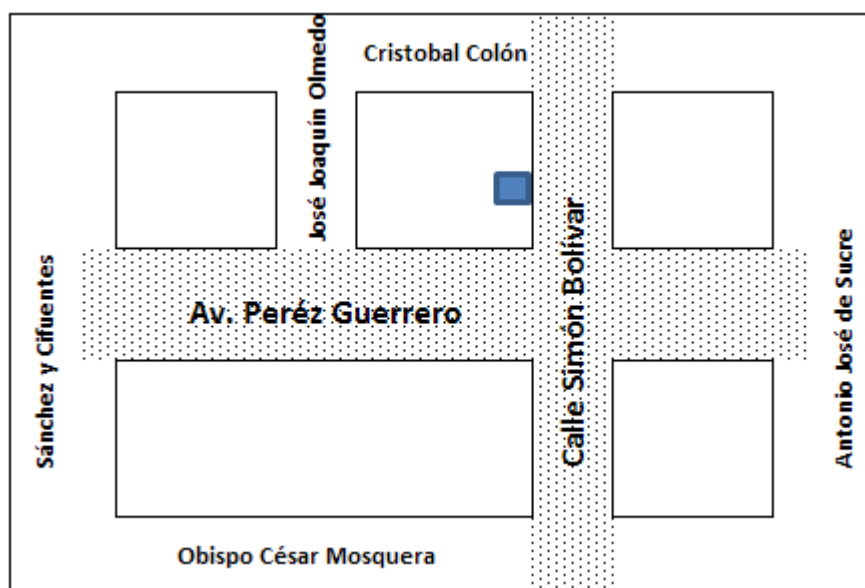 Cristobal Colón
José Joaquín Olmedo
Calle Simón Bolívar
Av. Peréz Guerrero
Sánchez y Cifuentes
Antonio José de Sucre
Obispo César Mosquera